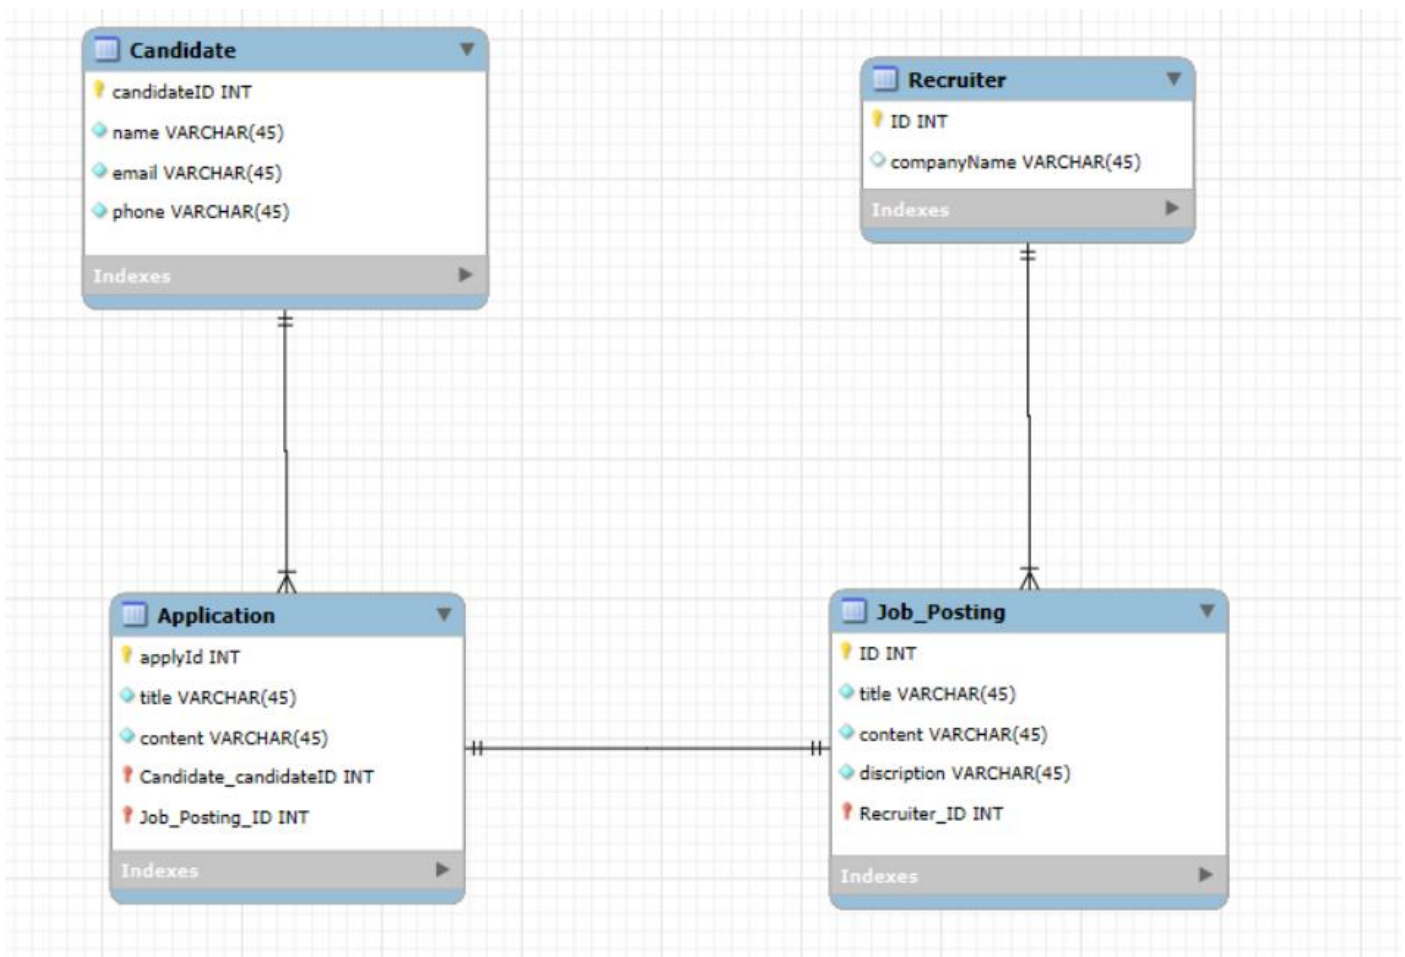 Candidate
candidateID INT
name VARCHAR(45)
email VARCHAR(45)
phone VARCHAR(45)
Indexes
Recruiter
ID INT
companyName VARCHAR(45)
Indexes
Application
applyId INT
title VARCHAR(45)
content VARCHAR(45)
Candidate_candidateID INT
Job_Posting_ID INT
Indexes
Job_Posting
ID INT
title VARCHAR(45)
content VARCHAR(45)
discription VARCHAR(45)
Recruiter_ID INT
Indexes